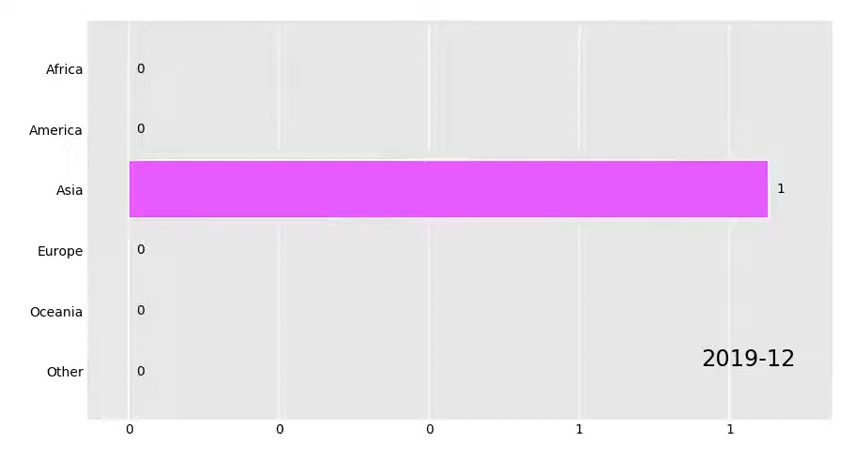 Africa 0
America 0
Asia 1
Europe 0
Oceania 0
2019-12
Other 0
0 0 0 1 1